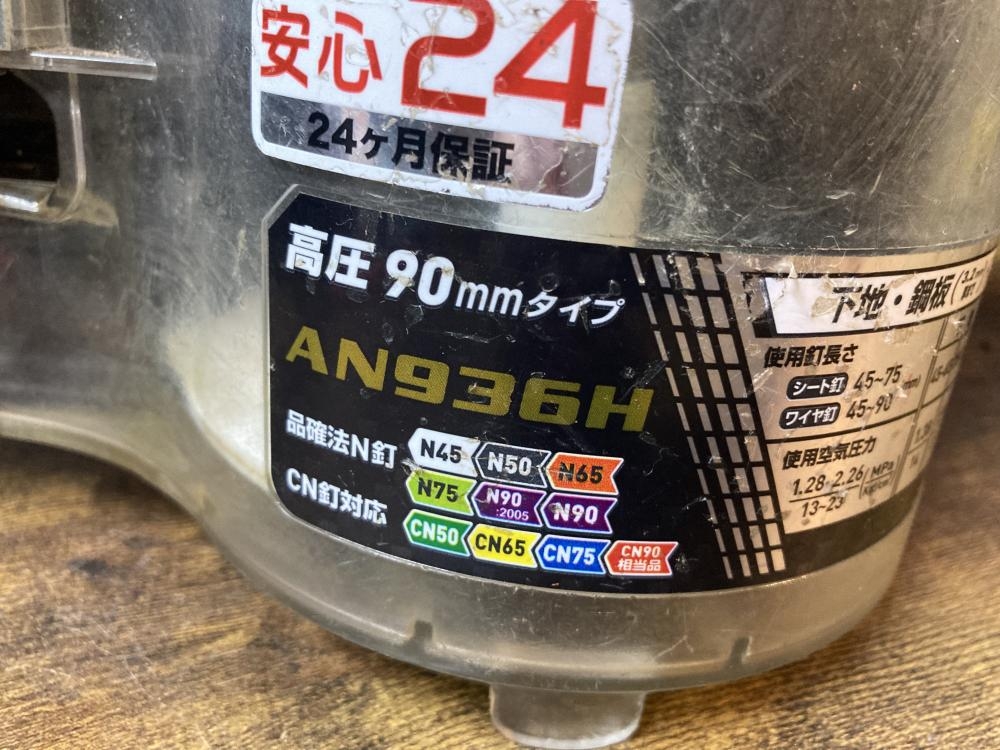 安心24
24ヶ月保証
高圧90mmタイプ
AN936H
品確法N釘
CN釘対応
N45 N50 N65
N75 N90:2005 N90
CN50 CN65 CN75 CN90相当品
下地・鋼板(
使用釘長さ
シート釘 45~75
ワイヤ釘 45~90
使用空気圧力
1.28~2.26 MPa
13~23